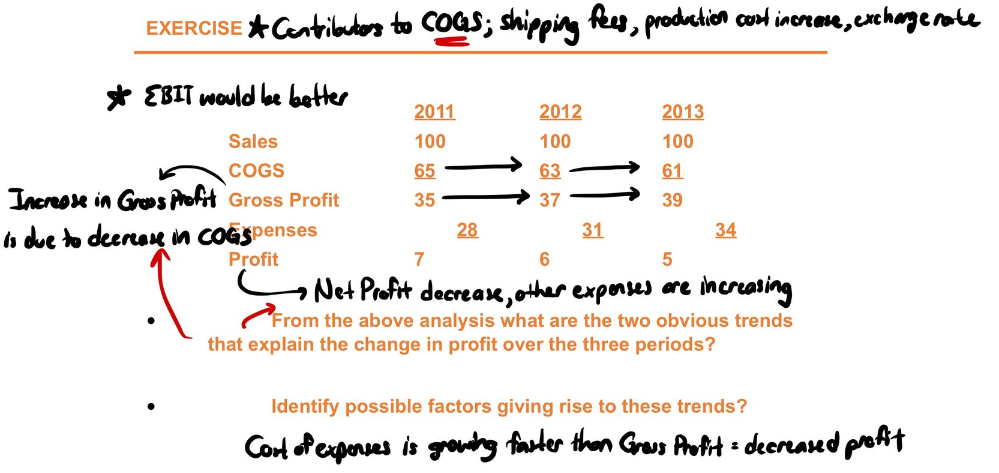 EXERCISE * Contributors to COGS; shipping fees, production cost increase, exchange rate
* EBIT would be better
2011 2012 2013
Sales 100 100 100
COGS 65 63 61
Increase in Gross Profit
Gross Profit 35 37 39
is due to decrease in COGS
Expenses 28 31 34
Profit 7 6 5
Net Profit decrease, other expenses are increasing
• From the above analysis what are the two obvious trends
that explain the change in profit over the three periods?
• Identify possible factors giving rise to these trends?
Cost of expenses is growing faster than Gross Profit = decreased profit